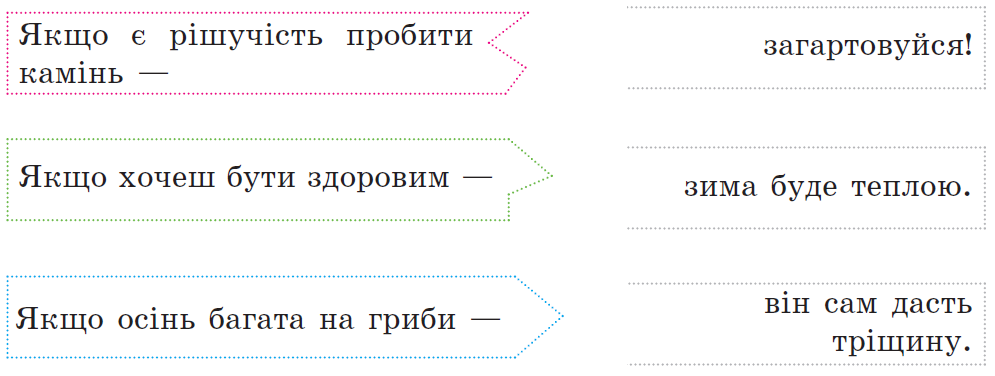 Якщо є рішучість пробити
камінь —
загартовуйся!
Якщо хочеш бути здоровим —
зима буде теплою.
Якщо осінь багата на гриби —
він сам дасть
тріщину.